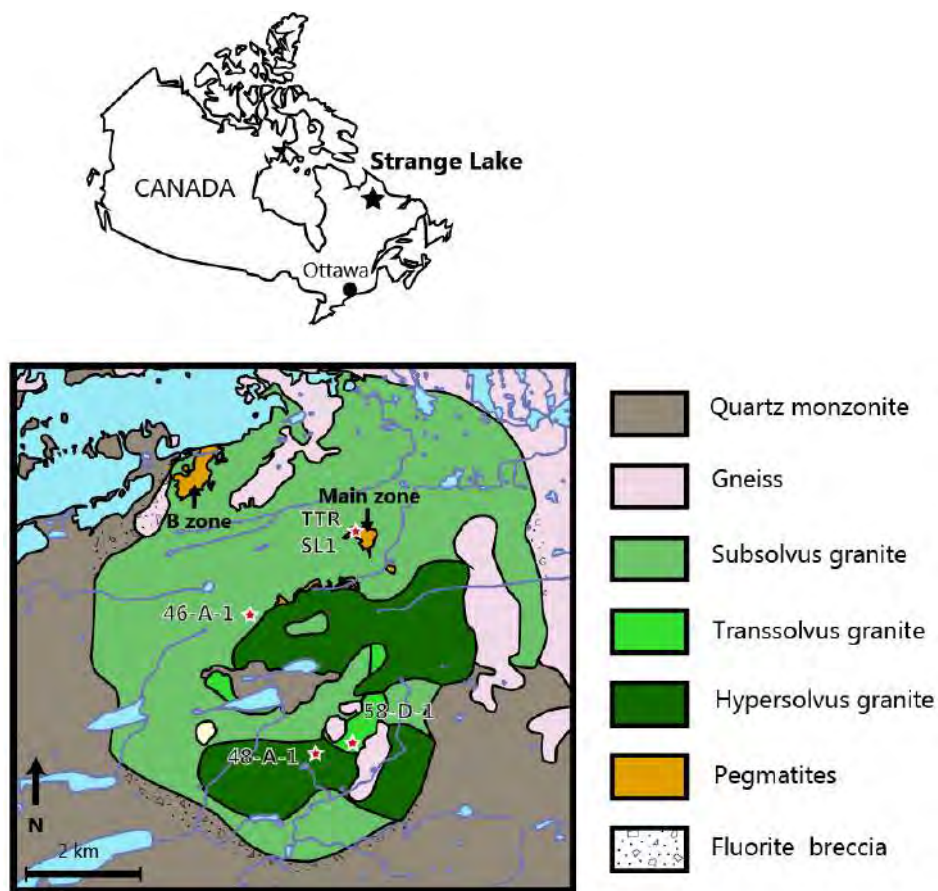 Strange Lake
CANADA
Ottawa
B zone
Main zone
TTR
SL1
46-A-1
58-D-1
48-A-1
N
2 km
Quartz monzonite
Gneiss
Subsolvus granite
Transsolvus granite
Hypersolvus granite
Pegmatites
Fluorite breccia